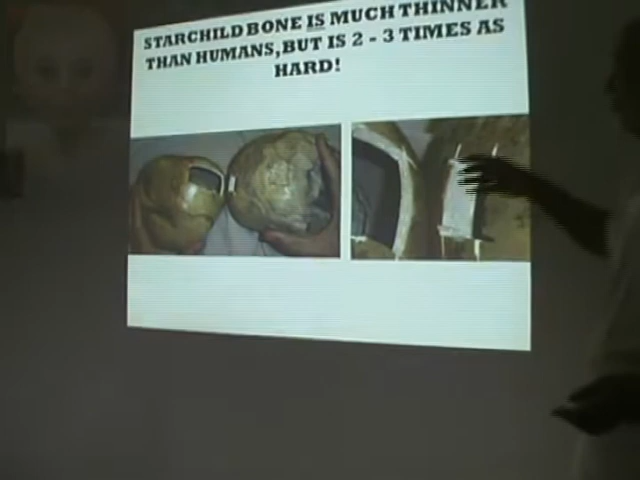 STARCHILD BONE IS MUCH THINNER
THAN HUMANS, BUT IS 2 - 3 TIMES AS
HARD!